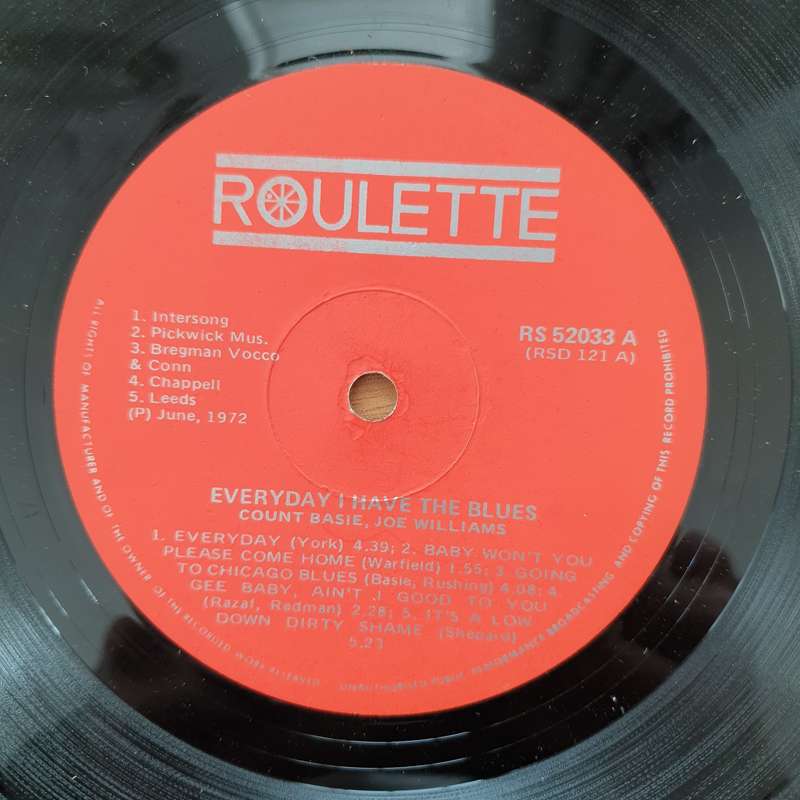 ROULETTE
1. Intersong
2. Pickwick Mus.
3. Bregman Vocco
& Conn
4. Chappell
5. Leeds
(P) June, 1972
RS 52033 A
(RSD 121 A)
EVERYDAY I HAVE THE BLUES
COUNT BASIE, JOE WILLIAMS
1. EVERYDAY (York) 4.39; 2. BABY WON'T YOU
PLEASE COME HOME (Warfield) 1.55; 3. GOING
TO CHICAGO BLUES (Basie, Rushing) 4.08; 4.
GEE BABY, AIN'T I GOOD TO YOU
(Razaf, Redman) 2.28; 5. IT'S A LOW
DOWN DIRTY SHAME (Shepard)
5.23
ALL RIGHTS OF MANUFACTURER AND OF THE OWNER OF THE RECORDED WORK RESERVED
UNAUTHORISED PUBLIC PERFORMANCE BROADCASTING AND COPYING OF THIS RECORD PROHIBITED